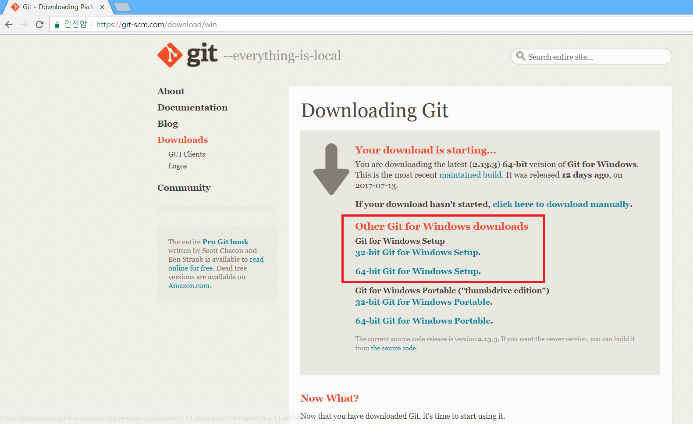 Git - Downloading Pack
안전함 | https://git-scm.com/download/win
git --everything-is-local
Search entire site...
About
Documentation
Blog
Downloads
GUI Clients
Logos
Community
The entire Pro Git book
written by Scott Chacon and
Ben Straub is available to read
online for free. Dead tree
versions are available on
Amazon.com.
Downloading Git
Your download is starting...
You are downloading the latest (2.13.3) 64-bit version of Git for Windows.
This is the most recent maintained build. It was released 12 days ago, on
2017-07-13.
If your download hasn't started, click here to download manually.
Other Git for Windows downloads
Git for Windows Setup
32-bit Git for Windows Setup.
64-bit Git for Windows Setup.
Git for Windows Portable ("thumbdrive edition")
32-bit Git for Windows Portable.
64-bit Git for Windows Portable.
The current source code release is version 2.13.3. If you want the newer version, you can build it
from the source code.
Now What?
Now that you have downloaded Git, it's time to start using it.